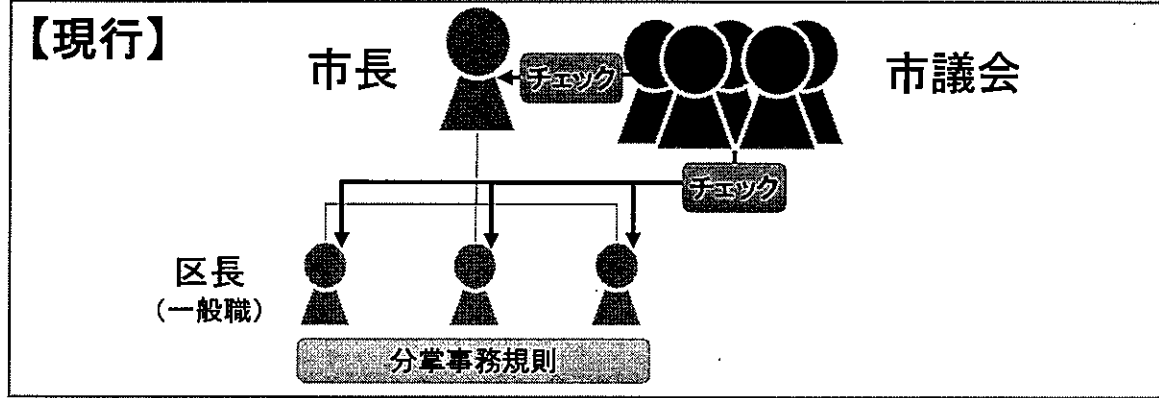 【現行】
市長
チェック
市議会
チェック
区長
（一般職）
分掌事務規則